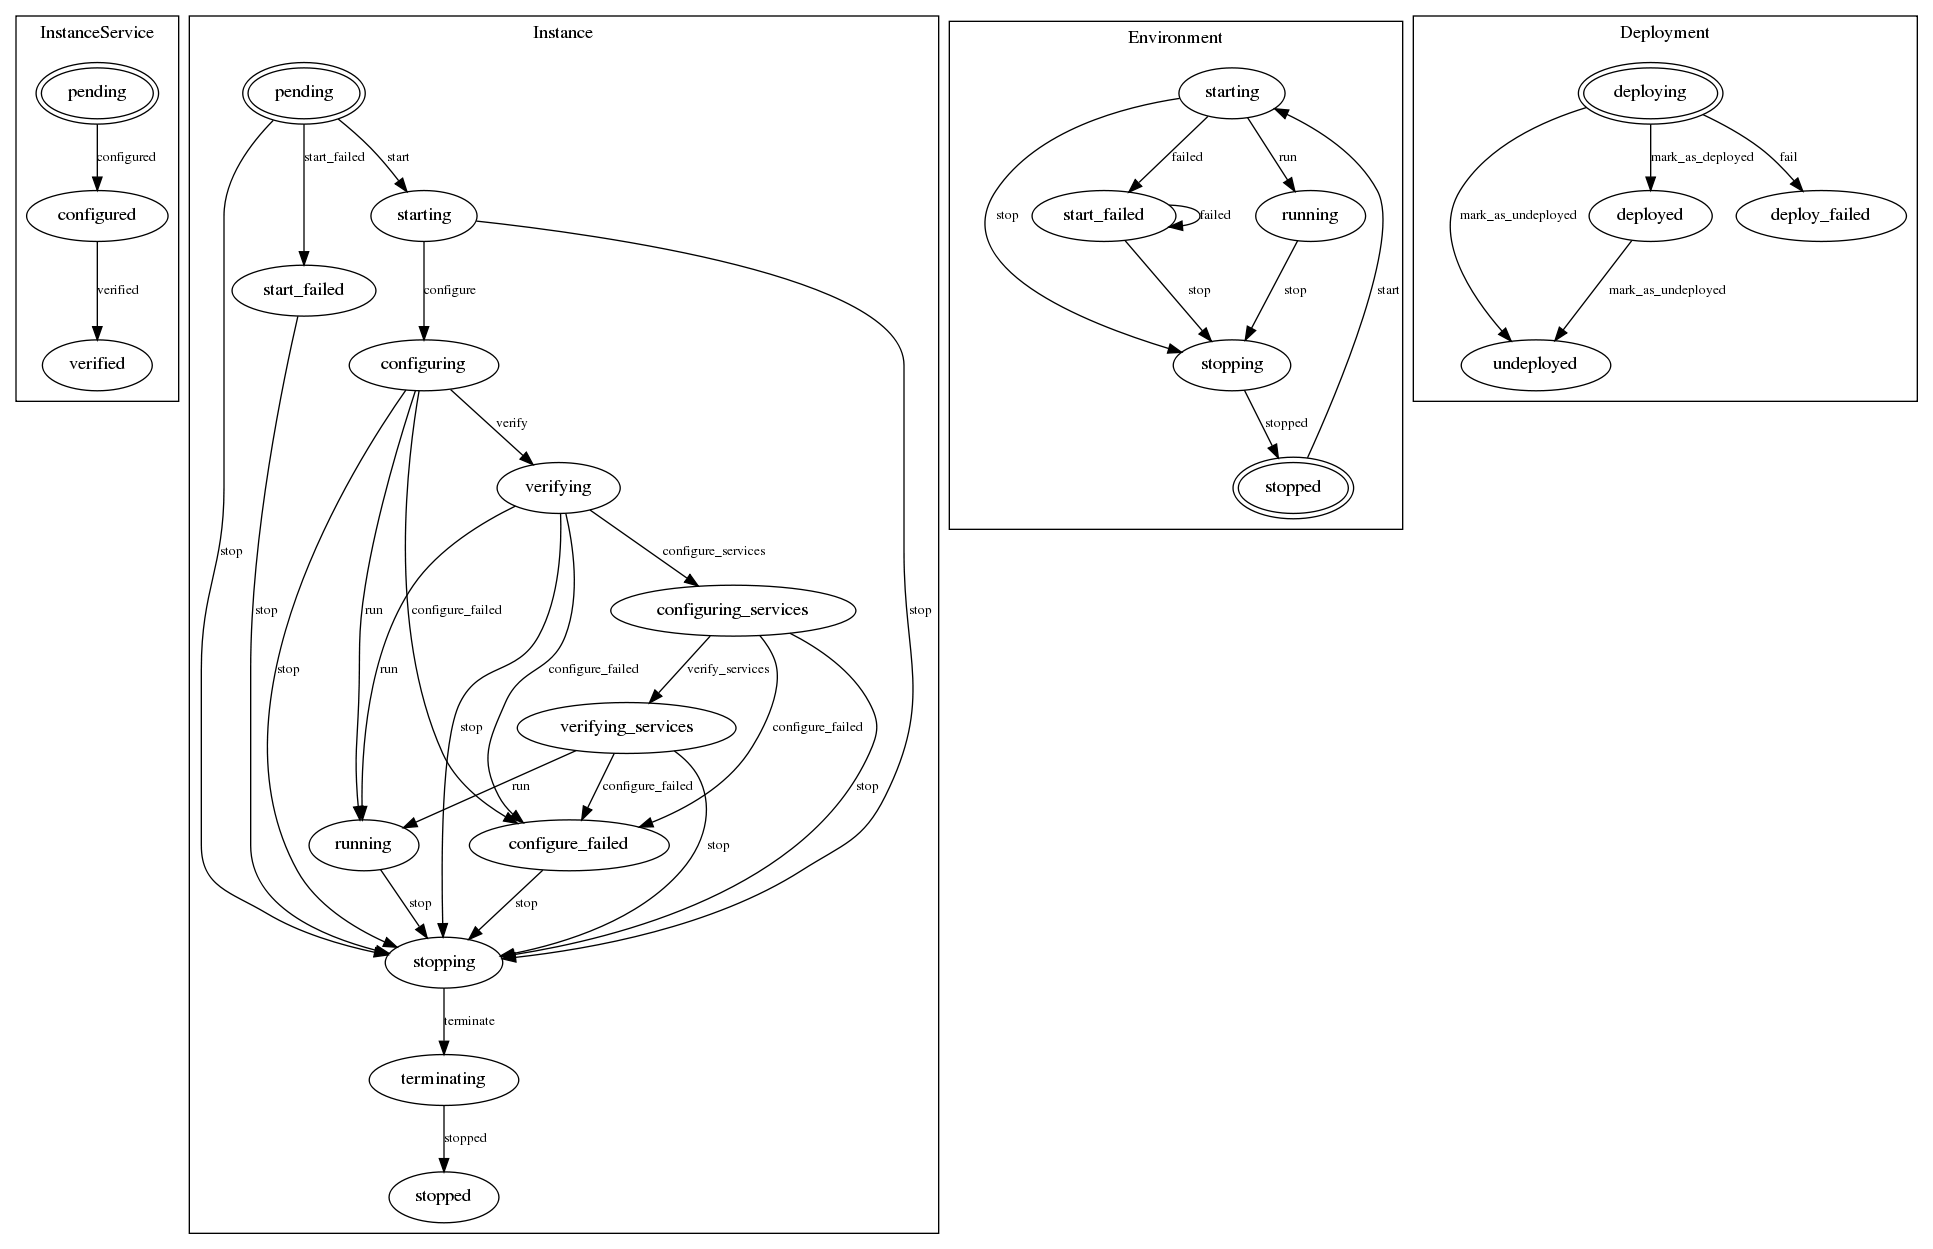 InstanceService
pending
configured
configured
verified
verified
Instance
pending
start_failed
start
starting
start_failed
configure
configuring
verify
verifying
stop
configure_services
stop
run
configure_failed
configuring_services
stop
stop
run
configure_failed
verify_services
stop
verifying_services
configure_failed
run
configure_failed
stop
running
configure_failed
stop
stop
stop
stopping
terminate
terminating
stopped
stopped
Environment
starting
failed
run
stop
start_failed
failed
running
stop
stop
start
stopping
stopped
stopped
Deployment
deploying
mark_as_deployed
fail
mark_as_undeployed
deployed
deploy_failed
mark_as_undeployed
undeployed